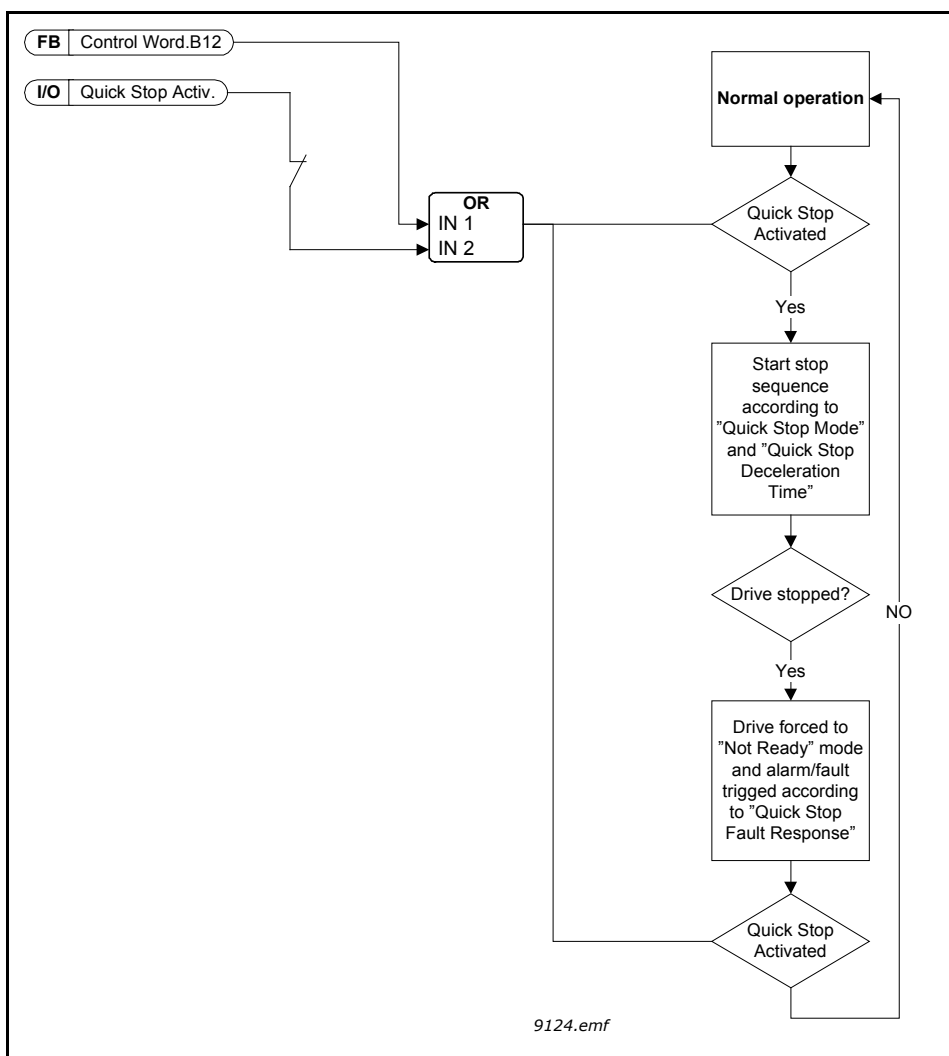 FB Control Word.B12
I/O Quick Stop Activ.
OR
IN 1
IN 2
Normal operation
Quick Stop
Activated
Yes
Start stop
sequence
according to
”Quick Stop Mode”
and ”Quick Stop
Deceleration
Time”
Drive stopped?
NO
Yes
Drive forced to
”Not Ready” mode
and alarm/fault
trigged according
to ”Quick Stop
Fault Response”
Quick Stop
Activated
9124.emf